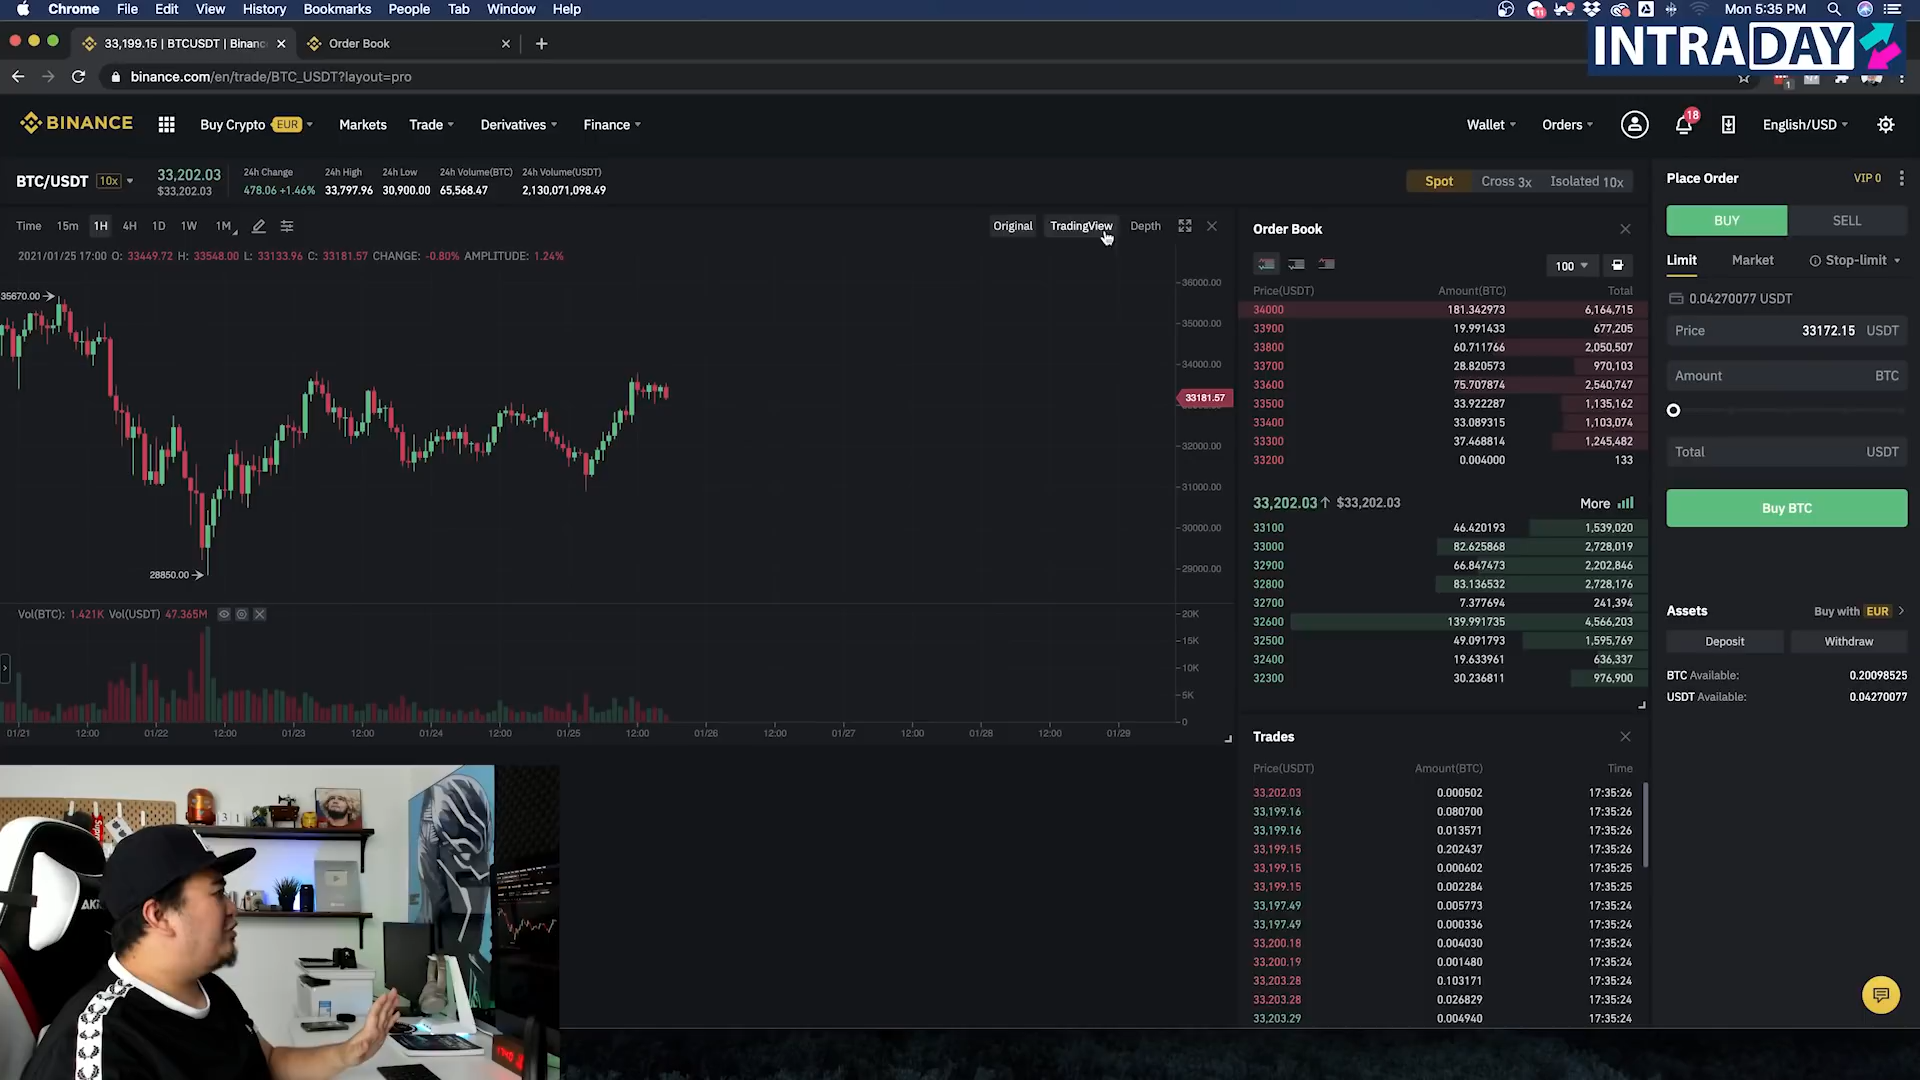 Chrome File Edit View History Bookmarks People Tab Window Help
11
Mon 5:35 PM
33,199.15 | BTCUSDT | Binanc
Order Book
INTRADAY
binance.com/en/trade/BTC_USDT?layout=pro
1
BINANCE
Buy Crypto EUR
Markets
Trade
Derivatives
Finance
Wallet
Orders
18
English/USD
BTC/USDT 10x
33,202.03
$33,202.03
24h Change
478.06 +1.46%
24h High
33,797.96
24h Low
30,900.00
24h Volume(BTC)
65,568.47
24h Volume(USDT)
2,130,071,098.49
Spot
Cross 3x
Isolated 10x
Time 15m 1H 4H 1D 1W 1M
Original TradingView Depth
2021/01/25 17:00 O: 33449.72 H: 33548.00 L: 33133.96 C: 33181.57 CHANGE: -0.80% AMPLITUDE: 1.24%
35670.00
28850.00
36000.00
35000.00
34000.00
33181.57
32000.00
31000.00
30000.00
29000.00
Vol(BTC): 1.421K Vol(USDT) 47.365M
20K
15K
10K
5K
0
01/21 12:00 01/22 12:00 01/23 12:00 01/24 12:00 01/25 12:00 01/26 12:00 01/27 12:00 01/28 12:00 01/29
Order Book
100
Price(USDT) Amount(BTC) Total
34000 181.342973 6,164,715
33900 19.991433 677,205
33800 60.711766 2,050,507
33700 28.820573 970,103
33600 75.707874 2,540,747
33500 33.922287 1,135,162
33400 33.089315 1,103,074
33300 37.468814 1,245,482
33200 0.004000 133
33,202.03 $33,202.03 More
33100 46.420193 1,539,020
33000 82.625868 2,728,019
32900 66.847473 2,202,846
32800 83.136532 2,728,176
32700 7.377694 241,394
32600 139.991735 4,566,203
32500 49.091793 1,595,769
32400 19.633961 636,337
32300 30.236811 976,900
Trades
Price(USDT) Amount(BTC) Time
33,202.03 0.000502 17:35:26
33,199.16 0.080700 17:35:26
33,199.16 0.013571 17:35:26
33,199.15 0.202437 17:35:26
33,199.15 0.000602 17:35:25
33,199.15 0.002284 17:35:25
33,197.49 0.005773 17:35:24
33,197.49 0.000336 17:35:24
33,200.18 0.004030 17:35:24
33,200.19 0.001480 17:35:24
33,203.28 0.103171 17:35:24
33,203.28 0.026829 17:35:24
33,203.29 0.004940 17:35:24
Place Order VIP 0
BUY SELL
Limit Market Stop-limit
0.04270077 USDT
Price 33172.15 USDT
Amount BTC
Total USDT
Buy BTC
Assets Buy with EUR
Deposit Withdraw
BTC Available: 0.20098525
USDT Available: 0.04270077